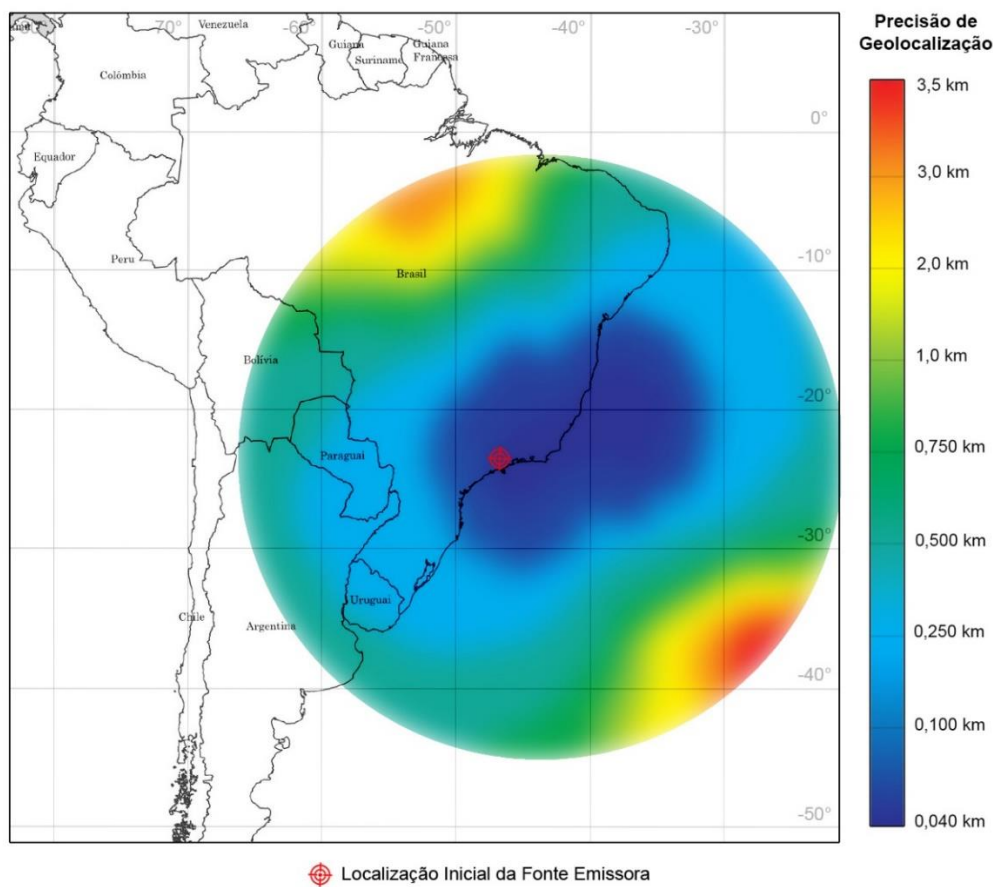 -80° -70° -60° -50° -40° -30°
Venezuela
Guiana
Guiana
Francesa
Suriname
Colômbia
0°
Equador
Peru
Brasil
-10°
Bolívia
-20°
Paraguai
-30°
Uruguai
Chile
Argentina
-40°
-50°
Precisão de
Geolocalização
3,5 km
3,0 km
2,0 km
1,0 km
0,750 km
0,500 km
0,250 km
0,100 km
0,040 km
Localização Inicial da Fonte Emissora